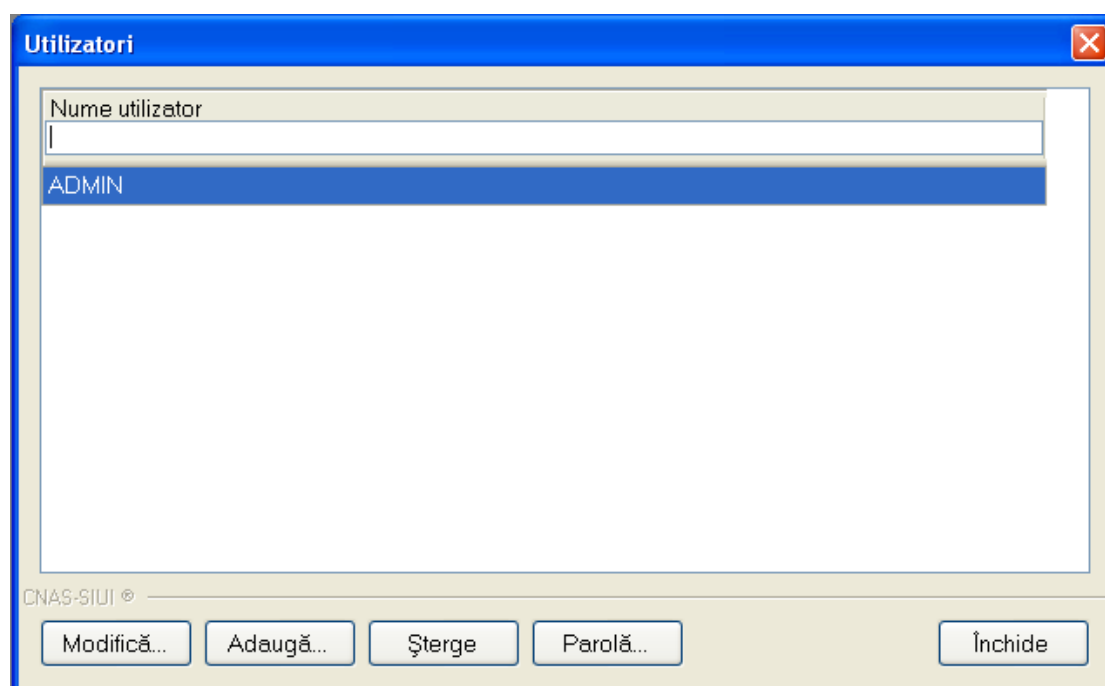 Utilizatori
Nume utilizator
ADMIN
CNAS-SIUI ®
Modifică... Adaugă... Şterge Parolă... Închide